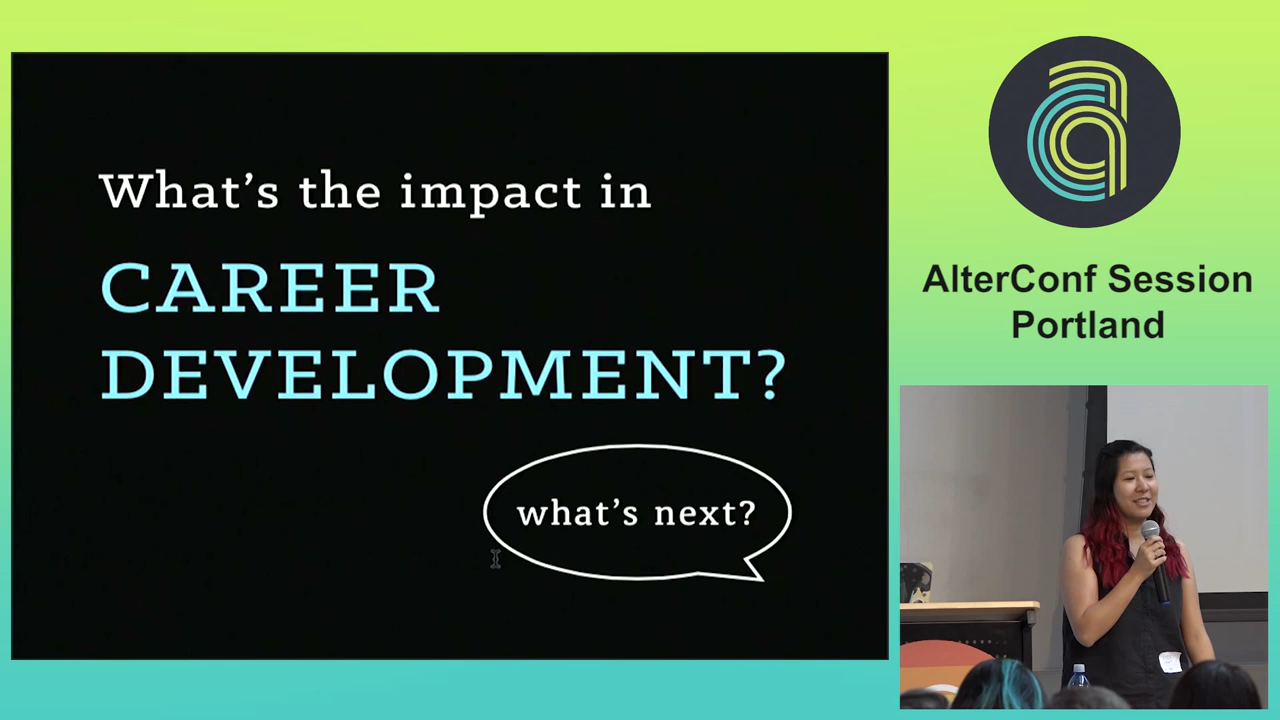 What's the impact in
CAREER
DEVELOPMENT?
what's next?
AlterConf Session
Portland